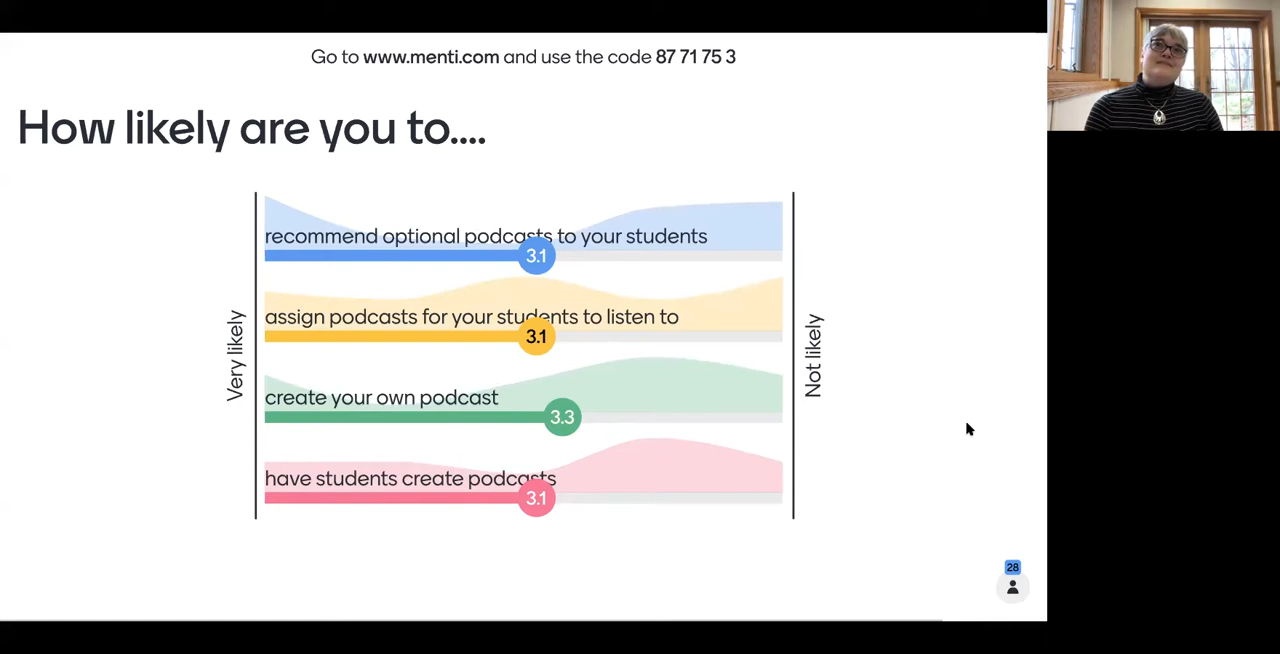 Go to www.menti.com and use the code 87 71 75 3
How likely are you to....
Very likely
recommend optional podcasts to your students
3.1
assign podcasts for your students to listen to
3.1
create your own podcast
3.3
have students create podcasts
3.1
Not likely
28